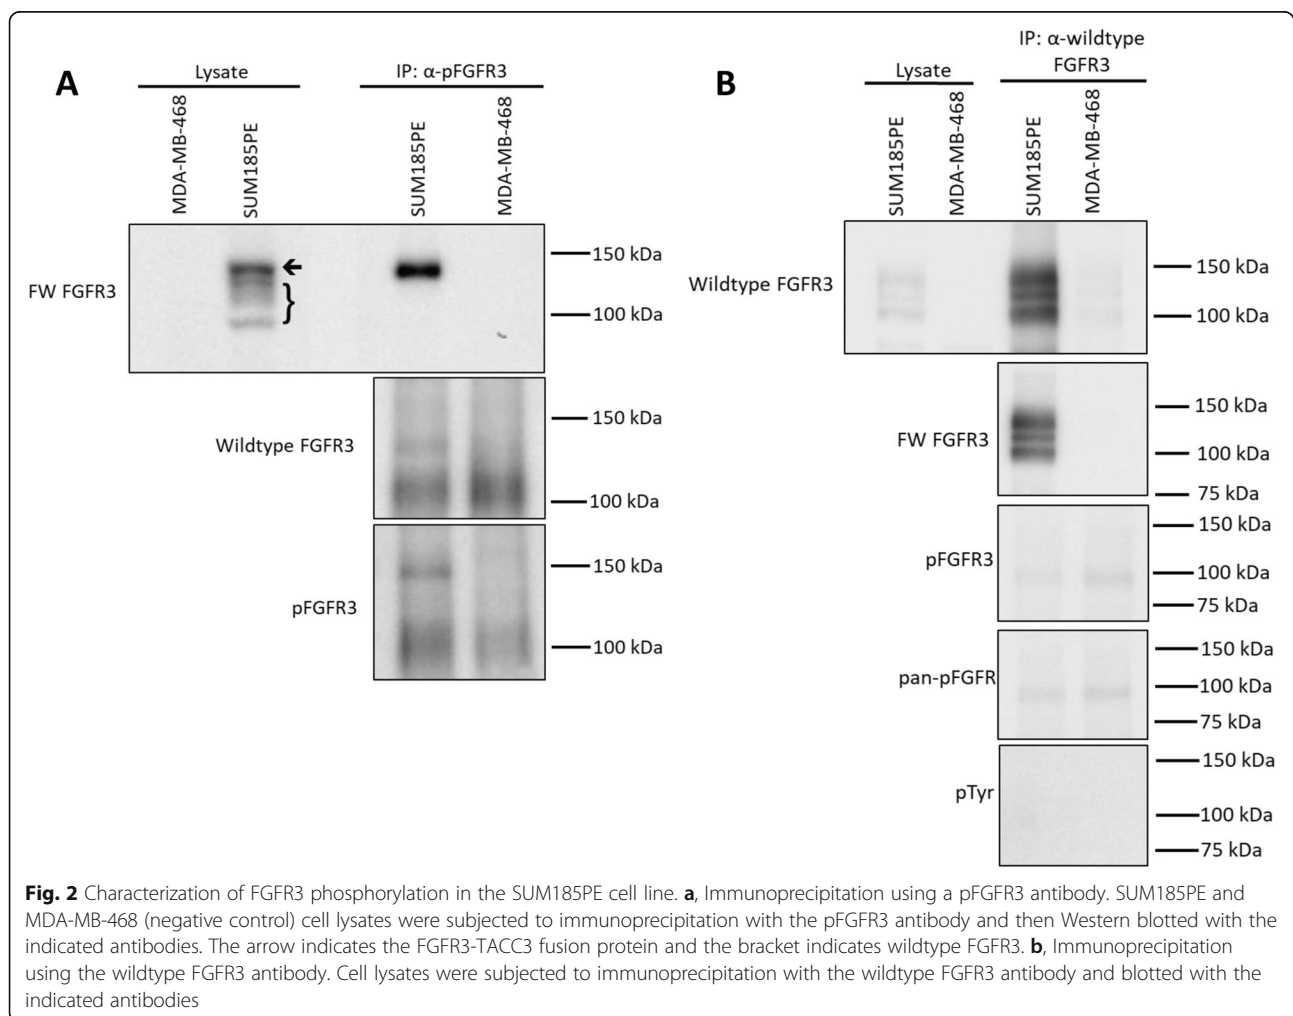 A
Lysate
IP: α-pFGFR3
MDA-MB-468
SUM185PE
SUM185PE
MDA-MB-468
FW FGFR3
150 kDa
100 kDa
Wildtype FGFR3
150 kDa
100 kDa
pFGFR3
150 kDa
100 kDa
B
Lysate
IP: α-wildtype
FGFR3
SUM185PE
MDA-MB-468
SUM185PE
MDA-MB-468
Wildtype FGFR3
150 kDa
100 kDa
FW FGFR3
150 kDa
100 kDa
75 kDa
pFGFR3
150 kDa
100 kDa
75 kDa
pan-pFGFR
150 kDa
100 kDa
75 kDa
pTyr
150 kDa
100 kDa
75 kDa
Fig. 2 Characterization of FGFR3 phosphorylation in the SUM185PE cell line. a, Immunoprecipitation using a pFGFR3 antibody. SUM185PE and
MDA-MB-468 (negative control) cell lysates were subjected to immunoprecipitation with the pFGFR3 antibody and then Western blotted with the
indicated antibodies. The arrow indicates the FGFR3-TACC3 fusion protein and the bracket indicates wildtype FGFR3. b, Immunoprecipitation
using the wildtype FGFR3 antibody. Cell lysates were subjected to immunoprecipitation with the wildtype FGFR3 antibody and blotted with the
indicated antibodies